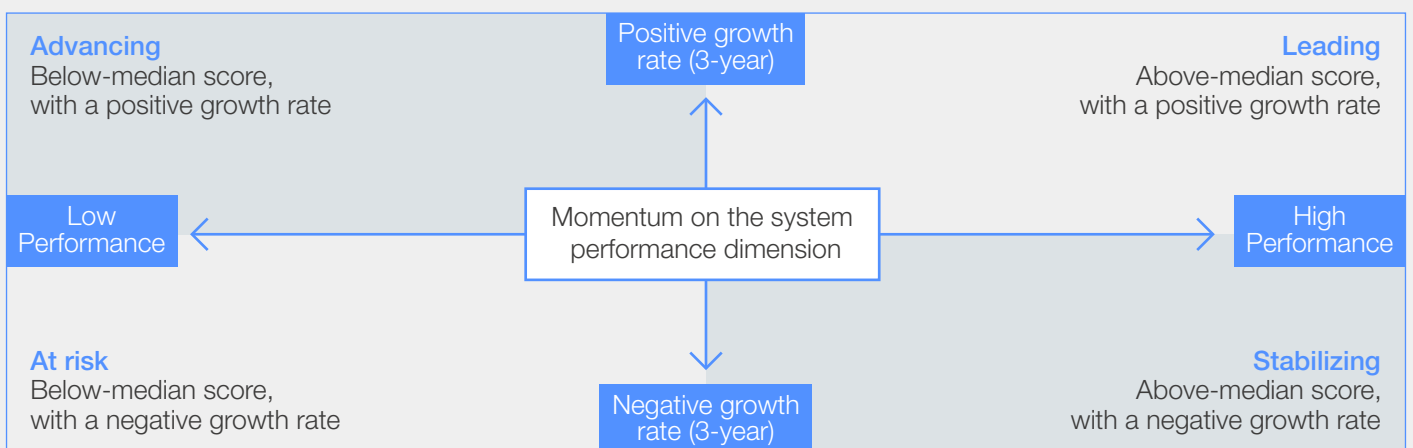 Advancing
Below-median score,
with a positive growth rate
Positive growth
rate (3-year)
Leading
Above-median score,
with a positive growth rate
Low
Performance
Momentum on the system
performance dimension
High
Performance
At risk
Below-median score,
with a negative growth rate
Negative growth
rate (3-year)
Stabilizing
Above-median score,
with a negative growth rate